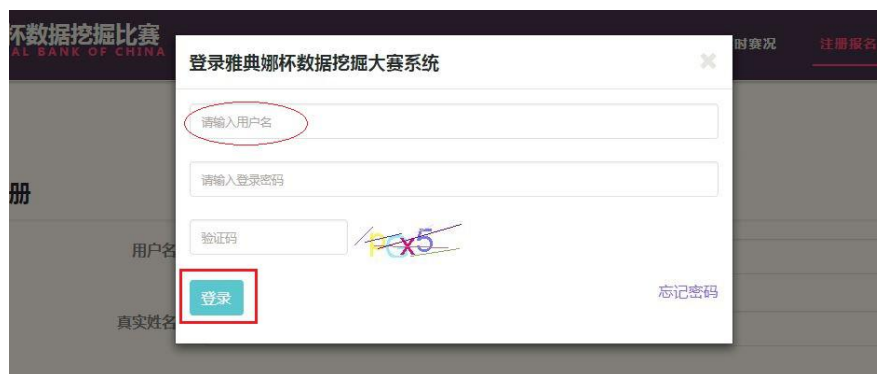 杯数据挖掘比赛
AL BANK OF CHINA
时赛况
注册报名
登录雅典娜杯数据挖掘大赛系统
×
请输入用户名
请输入登录密码
册
用户名
验证码
PCx5
登录
忘记密码
真实姓名